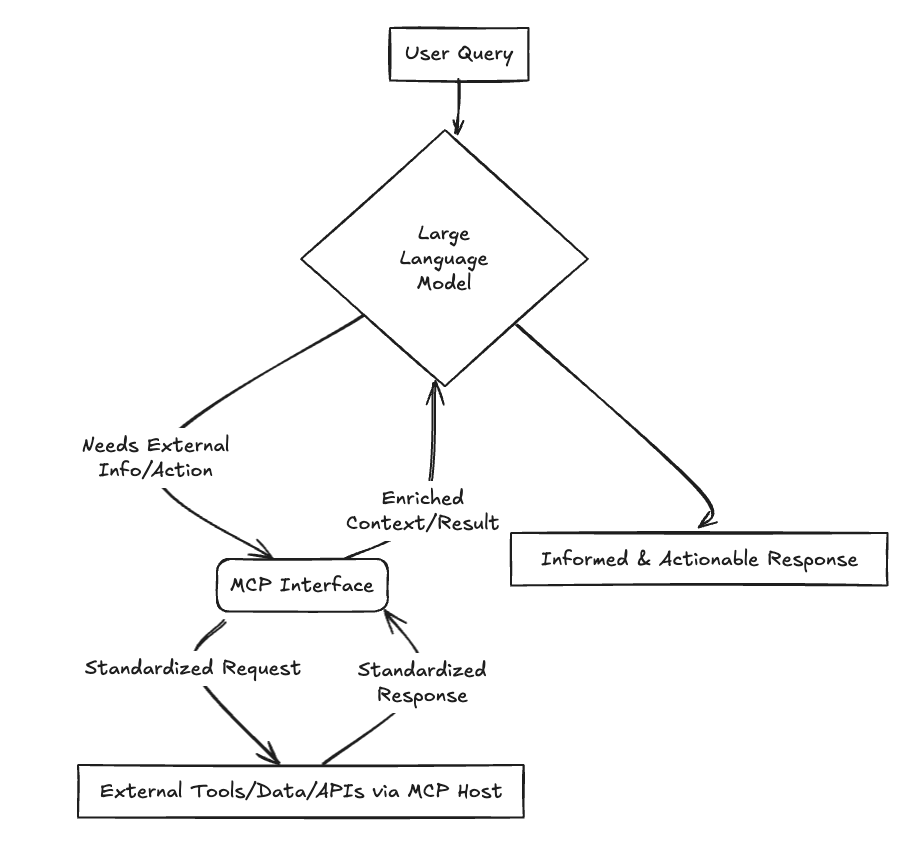 User Query
Large
Language
Model
Needs External
Info/Action
Enriched
Context/Result
Informed & Actionable Response
MCP Interface
Standardized Request
Standardized
Response
External Tools/Data/APIs via MCP Host